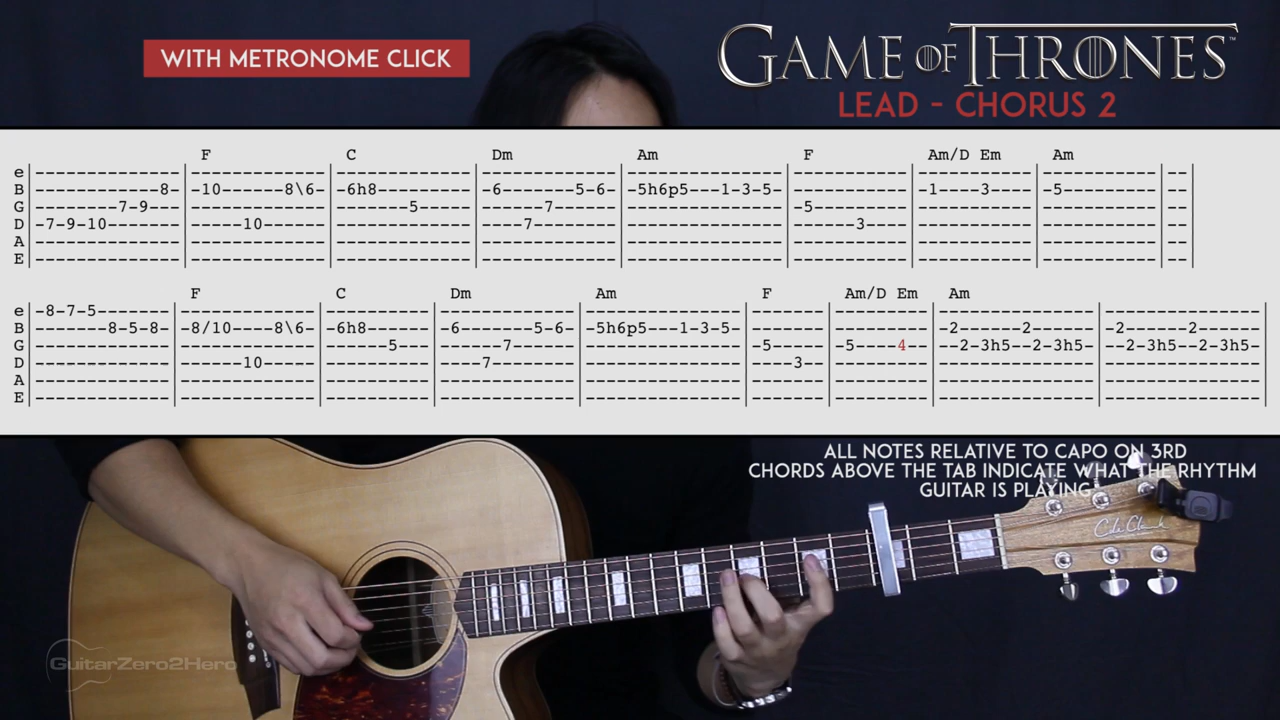 WITH METRONOME CLICK
GAME OF THRONES™
LEAD - CHORUS 2
F C Dm Am F Am/D Em Am
e|--------------|-------------|-------------|-------------|---------------|-----------|-----------|-----------|--|
B|------------8-|-10------8\6-|-6h8---------|-6-------5-6-|-5h6p5---1-3-5-|-----------|-1----3----|-5---------|--|
G|--------7-9---|-------------|-------5-----|------7------|---------------|-5---------|-----------|-----------|--|
D|-7-9-10-------|-----10------|-------------|----7--------|---------------|------3----|-----------|-----------|--|
A|--------------|-------------|-------------|-------------|---------------|-----------|-----------|-----------|--|
E|--------------|-------------|-------------|-------------|---------------|-----------|-----------|-----------|--|
F C Dm Am F Am/D Em Am
e|-8-7-5-------|-------------|----------|-------------|---------------|-------|---------|---------------|---------------|
B|-------8-5-8-|-8/10----8\6-|-6h8------|-6-------5-6-|-5h6p5---1-3-5-|-------|---------|-2------2------|-2------2------|
G|-------------|-------------|------5---|------7------|---------------|-5-----|-5----4--|--2-3h5--2-3h5-|--2-3h5--2-3h5-|
D|-------------|------10-----|----------|----7--------|---------------|----3--|---------|---------------|---------------|
A|-------------|-------------|----------|-------------|---------------|-------|---------|---------------|---------------|
E|-------------|-------------|----------|-------------|---------------|-------|---------|---------------|---------------|
ALL NOTES RELATIVE TO CAPO ON 3RD
CHORDS ABOVE THE TAB INDICATE WHAT THE RHYTHM
GUITAR IS PLAYING
Cole Clark
GuitarZero2Hero